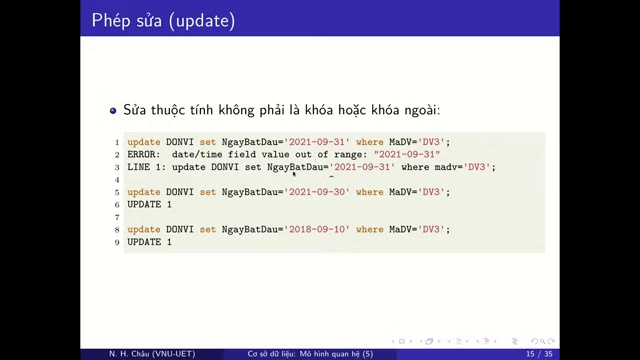 Phép sửa (update)
Sửa thuộc tính không phải là khóa hoặc khóa ngoài:
1 update DONVI set NgayBatDau='2021-09-31' where MaDV='DV3';
2 ERROR: date/time field value out of range: "2021-09-31"
3 LINE 1: update DONVI set NgayBatDau='2021-09-31' where madv='DV3';
4 ^
5 update DONVI set NgayBatDau='2021-09-30' where MaDV='DV3';
6 UPDATE 1
7
8 update DONVI set NgayBatDau='2018-09-10' where MaDV='DV3';
9 UPDATE 1
N. H. Châu (VNU-UET) Cơ sở dữ liệu: Mô hình quan hệ (5) 15 / 35